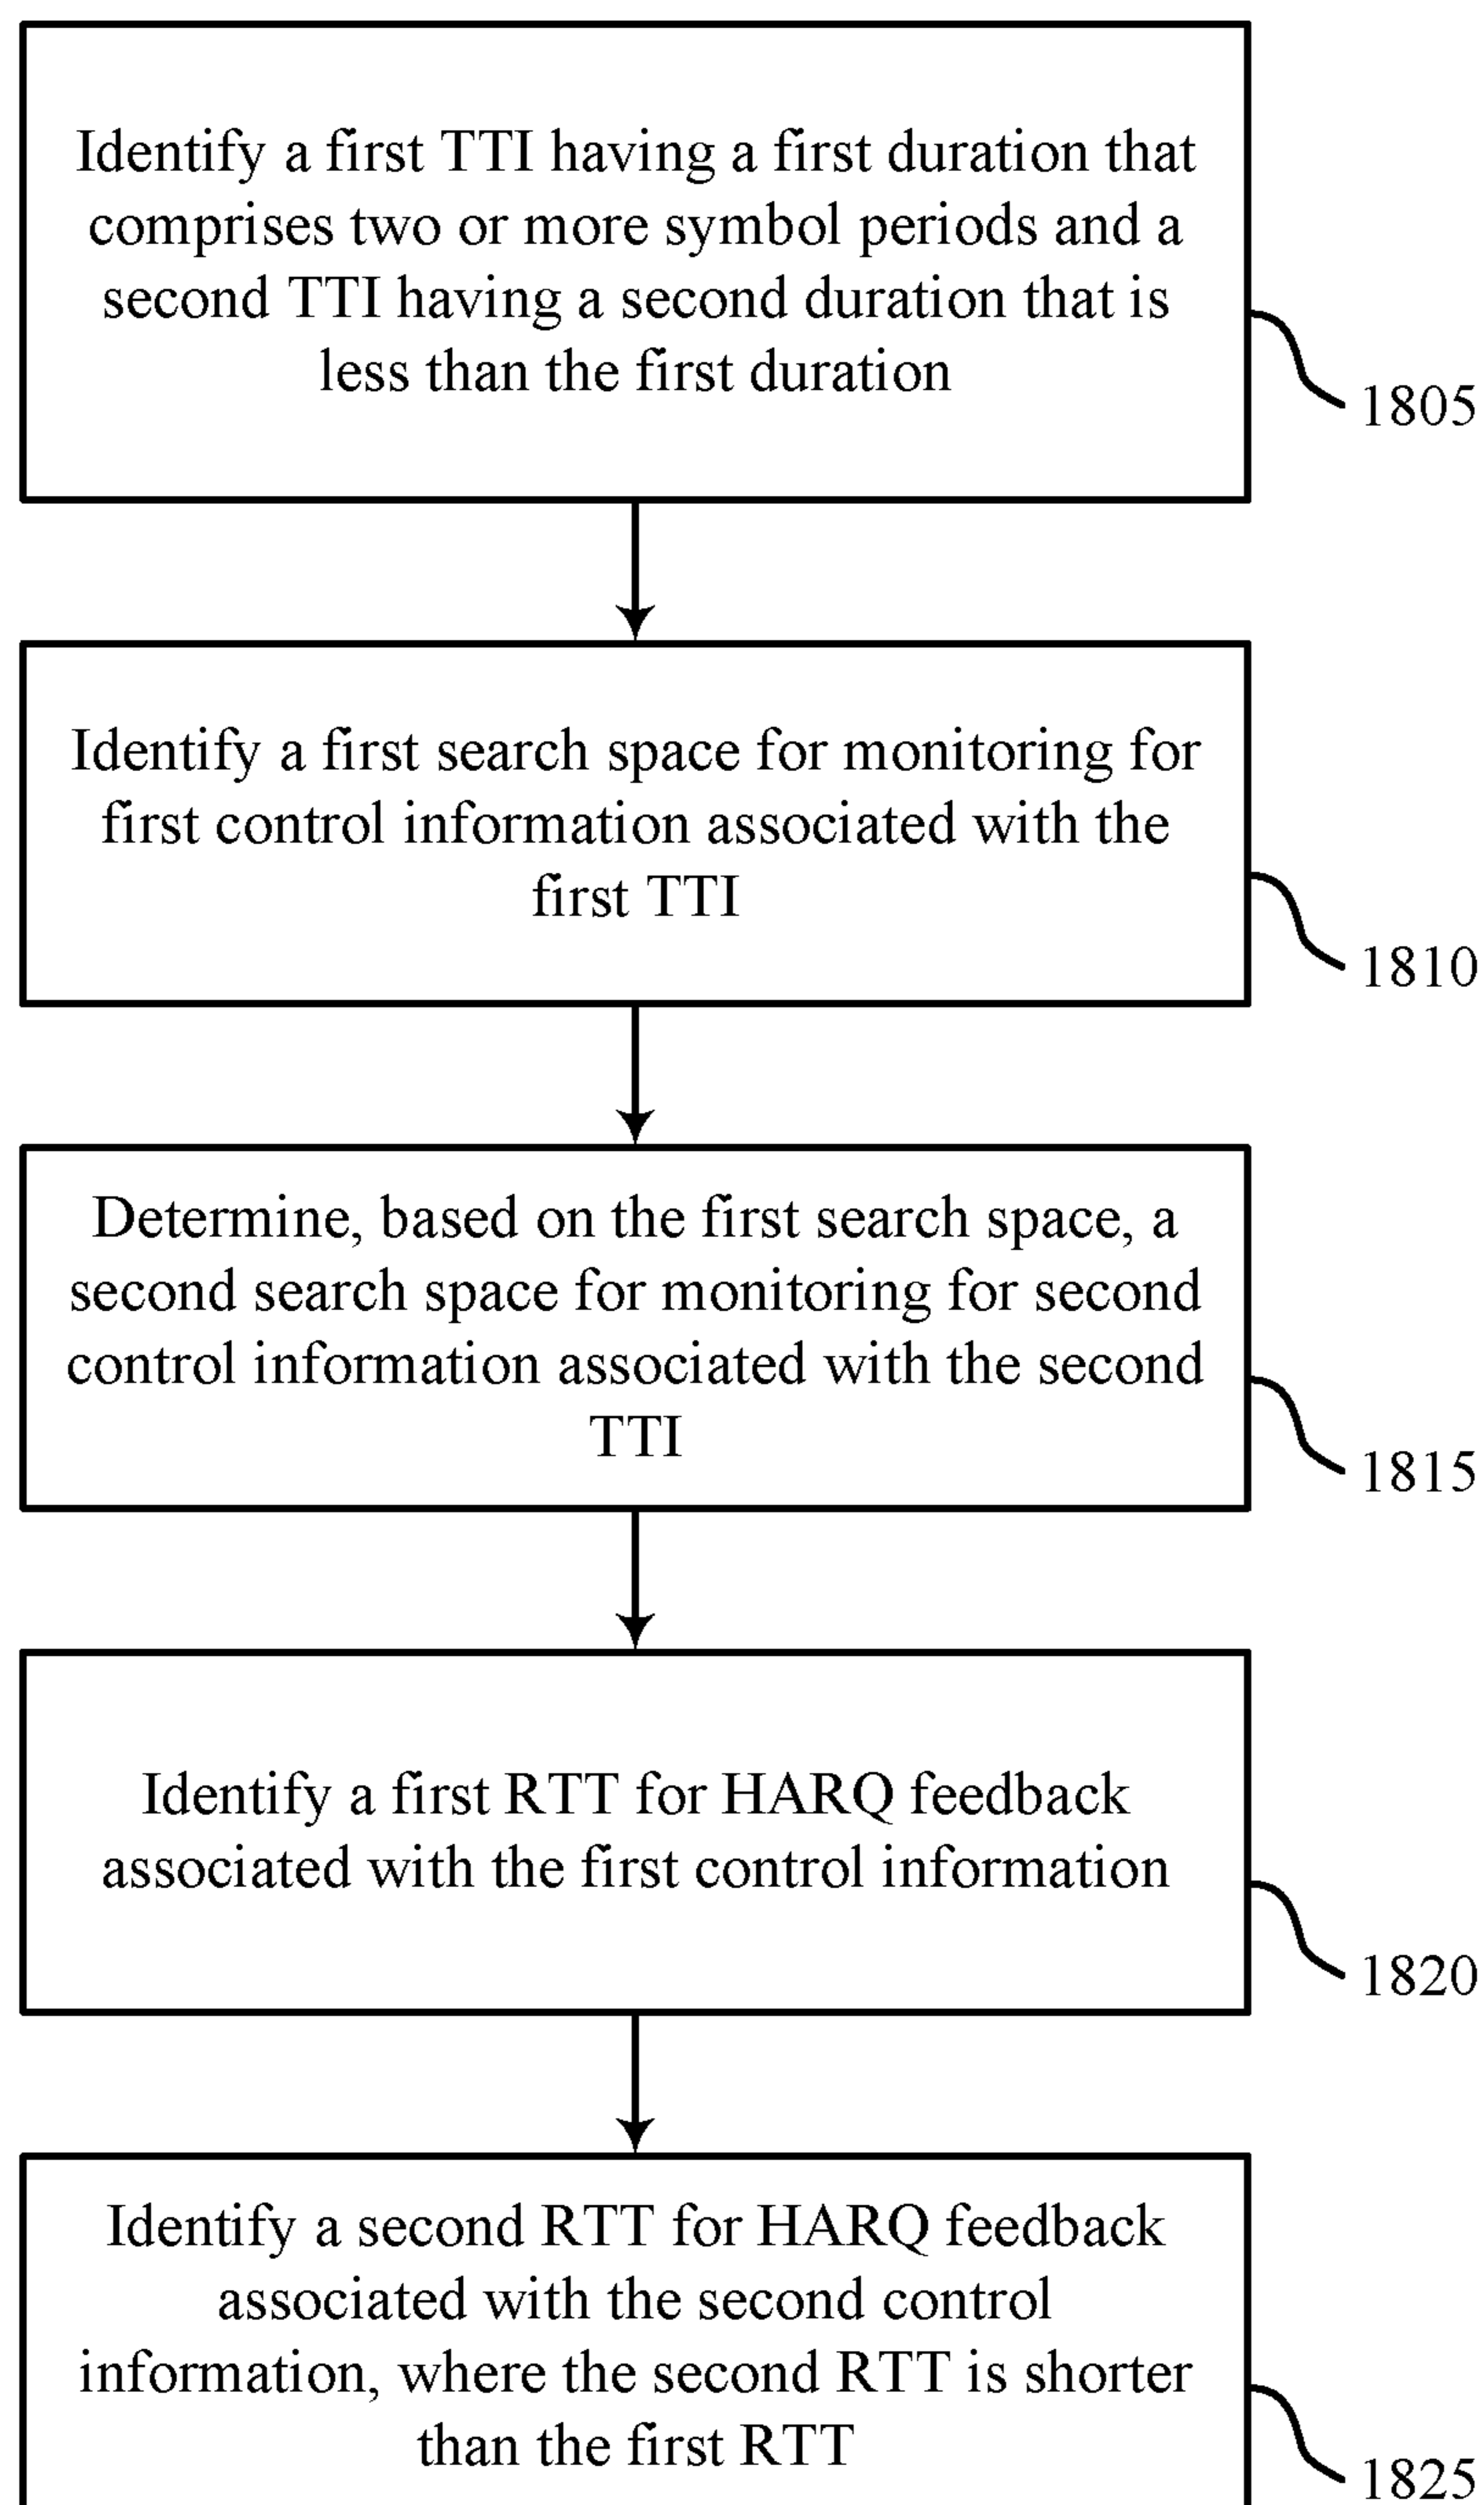 Identify a first TTI having a first duration that
comprises two or more symbol periods and a
second TTI having a second duration that is
less than the first duration
1805
Identify a first search space for monitoring for
first control information associated with the
first TTI
1810
Determine, based on the first search space, a
second search space for monitoring for second
control information associated with the second
TTI
1815
Identify a first RTT for HARQ feedback
associated with the first control information
1820
Identify a second RTT for HARQ feedback
associated with the second control
information, where the second RTT is shorter
than the first RTT
1825